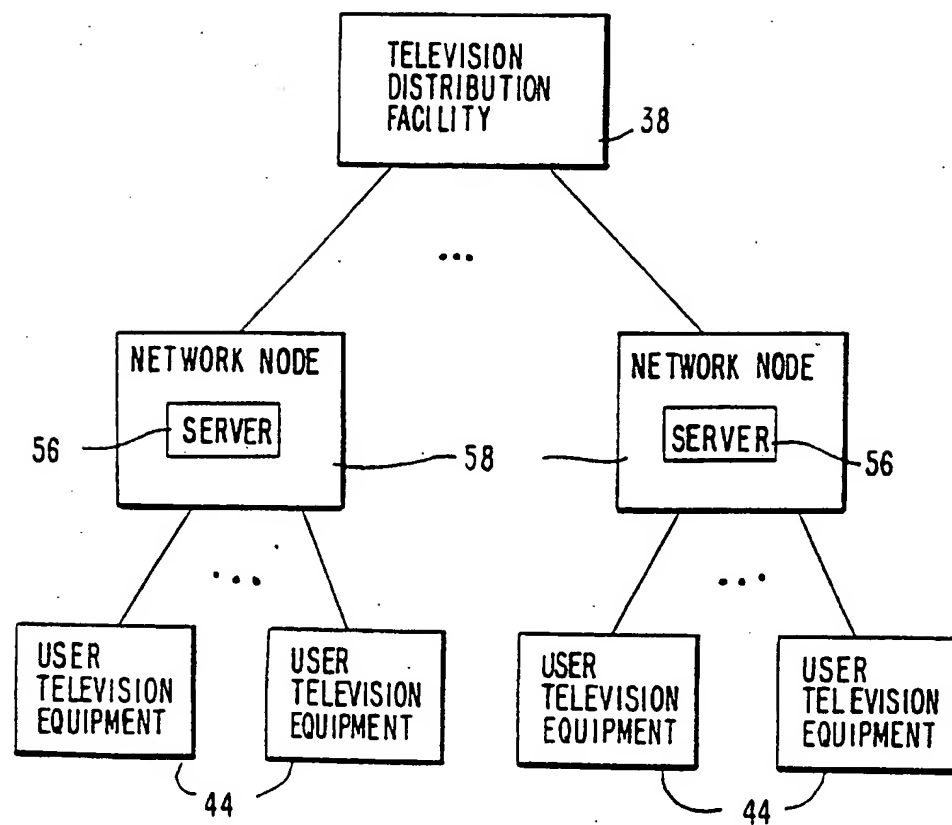 TELEVISION
DISTRIBUTION
FACILITY
38
...
NETWORK NODE
SERVER
56
58
NETWORK NODE
SERVER
56
...
...
USER
TELEVISION
EQUIPMENT
USER
TELEVISION
EQUIPMENT
44
USER
TELEVISION
EQUIPMENT
USER
TELEVISION
EQUIPMENT
44